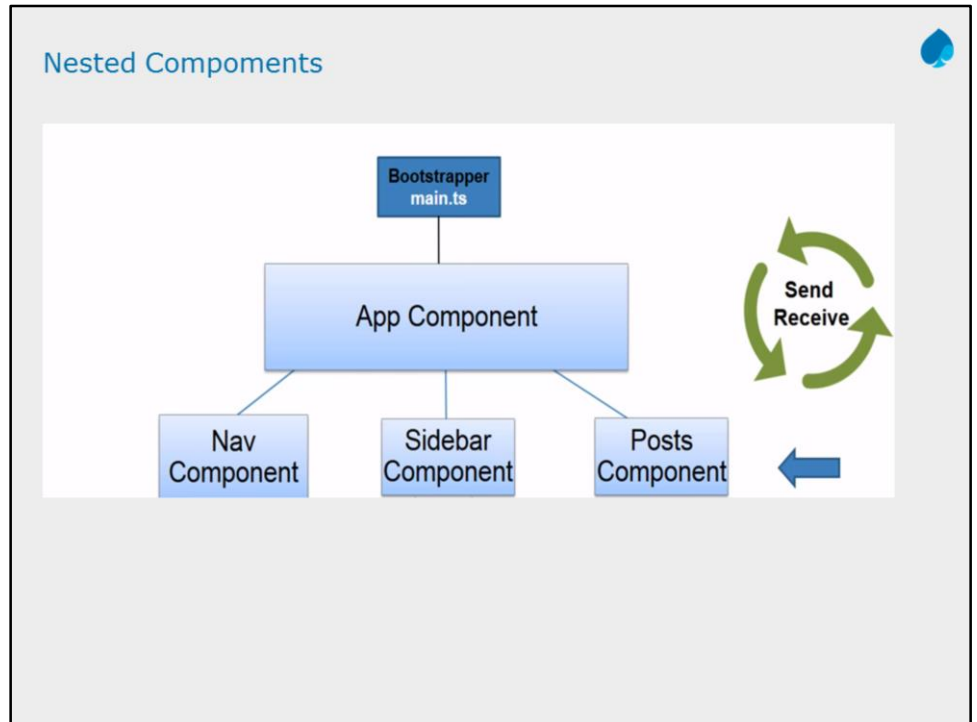 Nested Compoments
Bootstrapper
main.ts
App Component
Send
Receive
Nav
Component
Sidebar
Component
Posts
Component